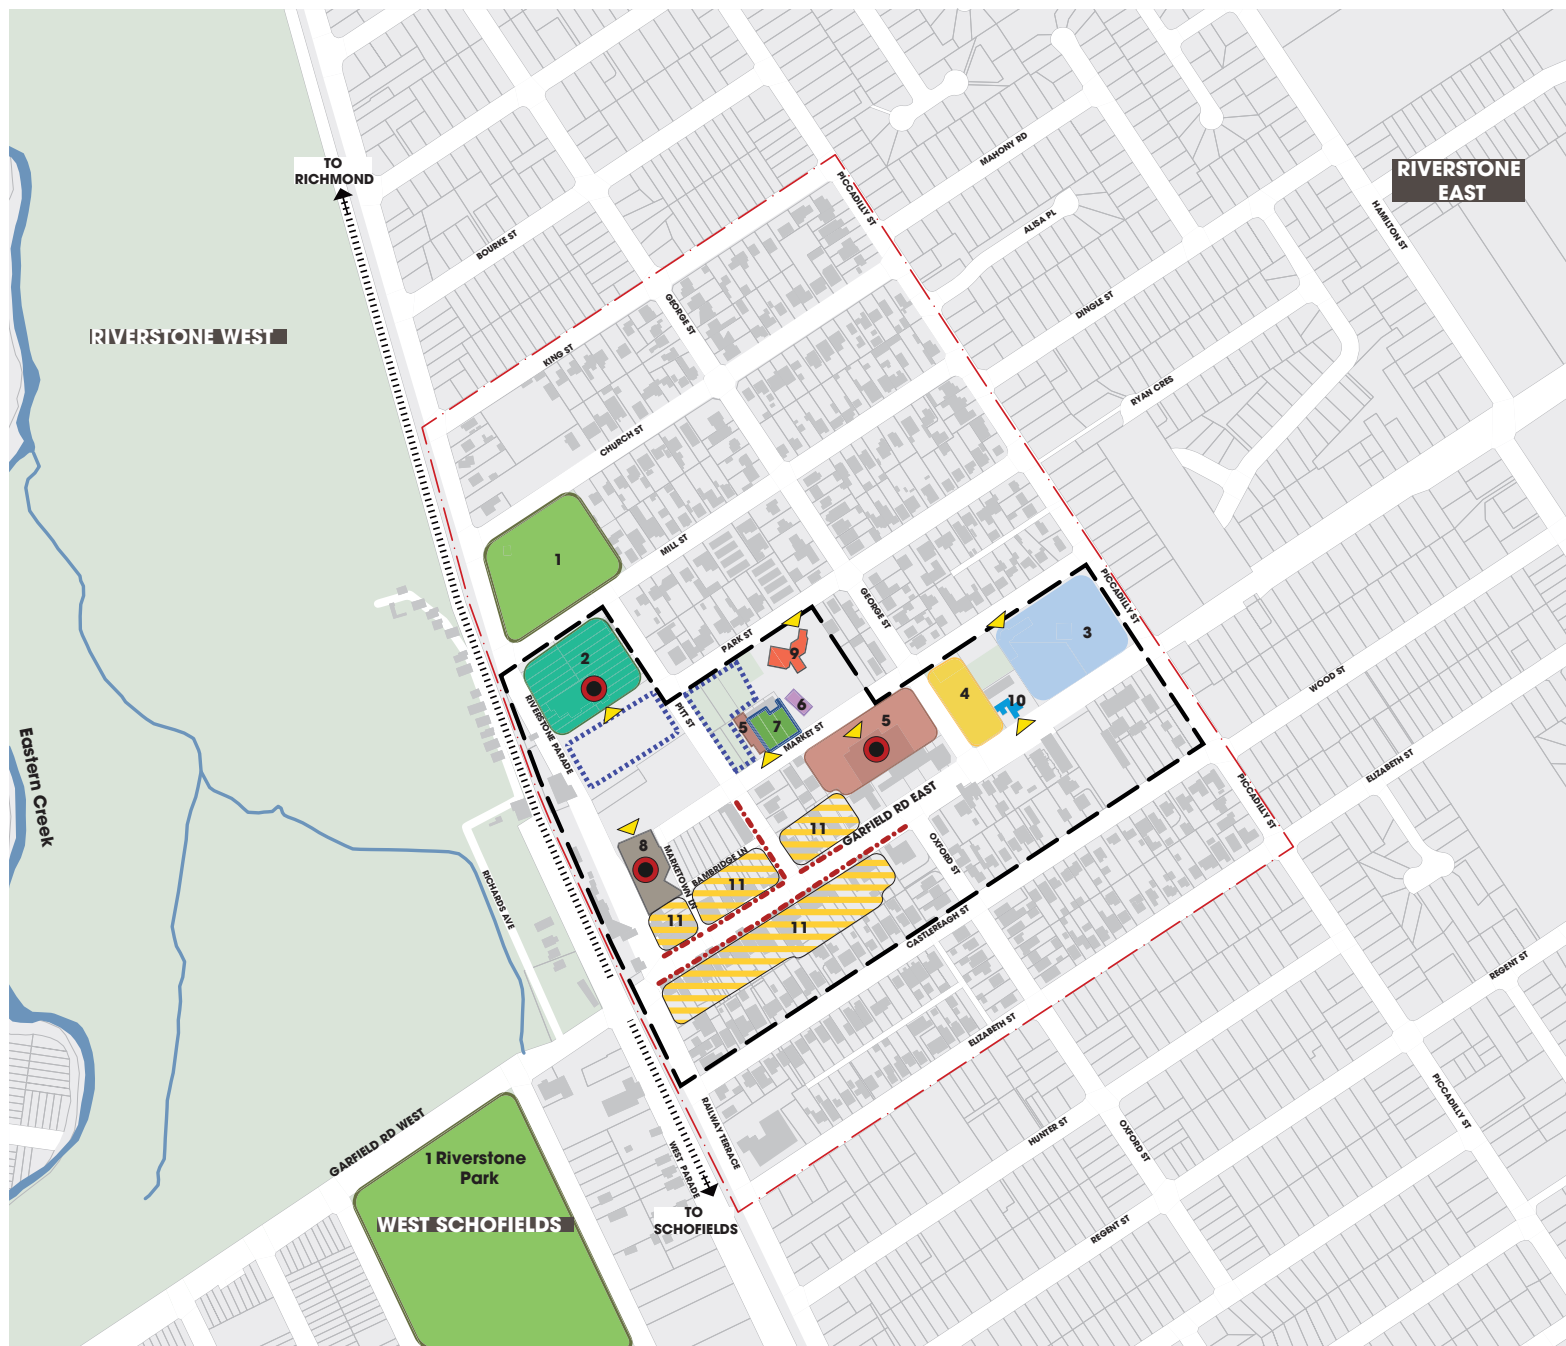 TO
RICHMOND
RIVERSTONE
EAST
MAHONY RD
PICCADILLY ST
HAMILTON ST
ALISA PL
BOURKE ST
DINGLE ST
GEORGE ST
RIVERSTONE WEST
KING ST
RYAN CRES
CHURCH ST
MILL ST
1
GEORGE ST
PICCADILLY ST
PARK ST
3
2
9
WOOD ST
4
10
RIVERSTONE PARADE
PITT ST
6
5
7
5
MARKET ST
Eastern Creek
ELIZABETH ST
PICCADILLY ST
GARFIELD RD EAST
11
8
MARKETOWN LN
BAMBRIDGE LN
OXFORD ST
11
RICHARDS AVE
11
11
CASTLEREAGH ST
REGENT ST
ELIZABETH ST
GARFIELD RD WEST
RAILWAY TERRACE
HUNTER ST
OXFORD ST
PICCADILLY ST
1 Riverstone
Park
WEST PARADE
WEST SCHOFIELDS
TO
SCHOFIELDS
REGENT ST